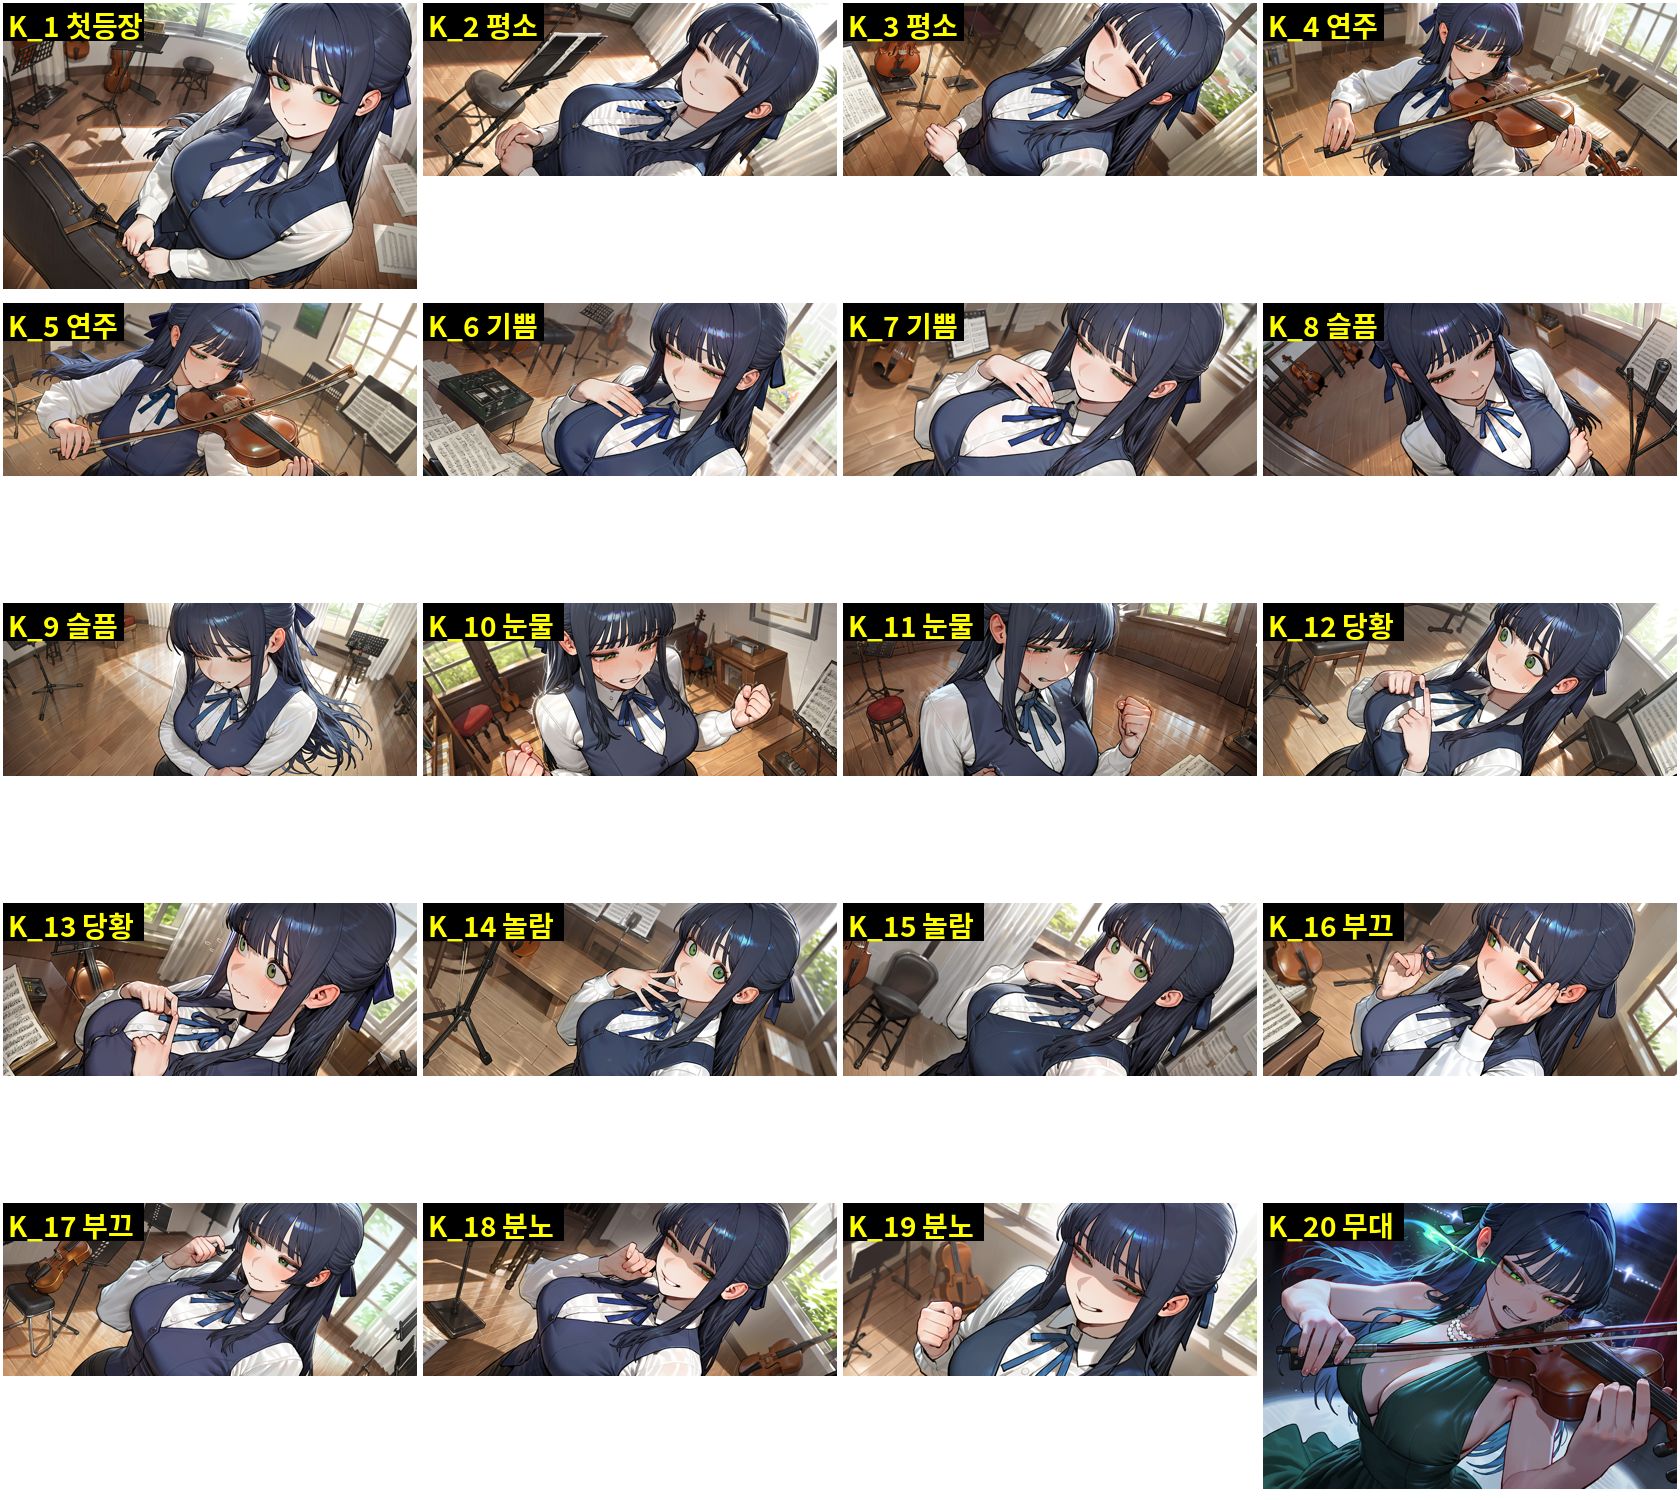 K_1 첫등장
K_2 평소
K_3 평소
K_4 연주
K_5 연주
K_6 기쁨
K_7 기쁨
K_8 슬픔
K_9 슬픔
K_10 눈물
K_11 눈물
K_12 당황
K_13 당황
K_14 놀람
K_15 놀람
K_16 부끄
K_17 부끄
K_18 분노
K_19 분노
K_20 무대